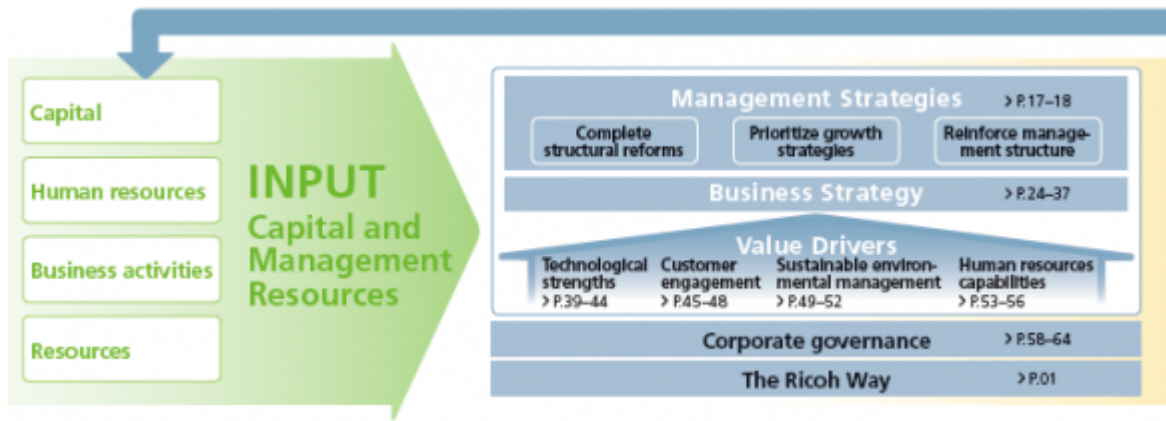 Capital
Human resources
Business activities
Resources
INPUT
Capital and
Management
Resources
Management Strategies > P.17–18
Complete
structural reforms
Prioritize growth
strategies
Reinforce manage-
ment structure
Business Strategy > P.24–37
Value Drivers
Technological
strengths
> P.39–44
Customer
engagement
> P.45–48
Sustainable environ-
mental management
> P.49–52
Human resources
capabilities
> P.53–56
Corporate governance > P.58–64
The Ricoh Way > P.01